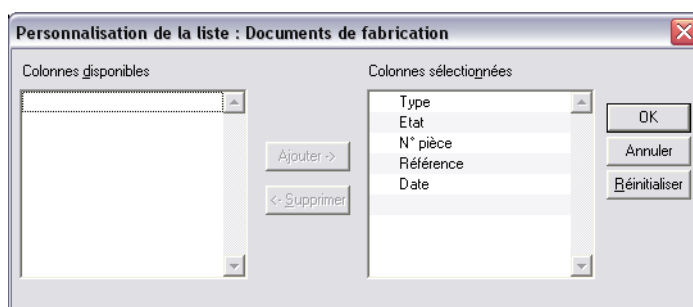 Personnalisation de la liste : Documents de fabrication
Colonnes disponibles
Colonnes sélectionnées
Type
Etat
N° pièce
Référence
Date
Ajouter ->
<- Supprimer
OK
Annuler
Réinitialiser